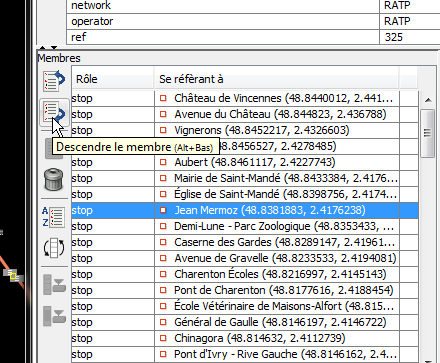 network RATP
operator RATP
ref 325
Membres
Rôle Se réfèrant à
stop Château de Vincennes (48.8440012, 2.441...
stop Avenue du Château (48.844823, 2.436788)
stop Vignerons (48.8452217, 2.4326603)
Descendre le membre (Alt+Bas) 48.8456527, 2.4278485)
stop Aubert (48.8461117, 2.4227743)
stop Mairie de Saint-Mandé (48.8433384, 2.4176...
stop Église de Saint-Mandé (48.8398756, 2.4174...
stop Jean Mermoz (48.8381883, 2.4176238)
stop Demi-Lune - Parc Zoologique (48.8353433, ...
stop Caserne des Gardes (48.8289147, 2.41961...
stop Avenue de Gravelle (48.8233533, 2.4194081)
stop Charenton Écoles (48.8216997, 2.4145143)
stop Pont de Charenton (48.8177616, 2.4188454)
stop École Vétérinaire de Maisons-Alfort (48.815...
stop Général de Gaulle (48.8146197, 2.4146722)
stop Chinagora (48.814632, 2.4112739)
stop Pont d'Ivry - Rive Gauche (48.8146162, 2.4...